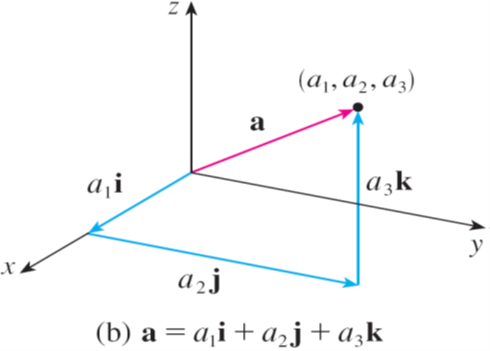 z
(a₁, a₂, a₃)
a
a₁i
a₃k
y
x
a₂j
(b) a = a₁i + a₂j + a₃k